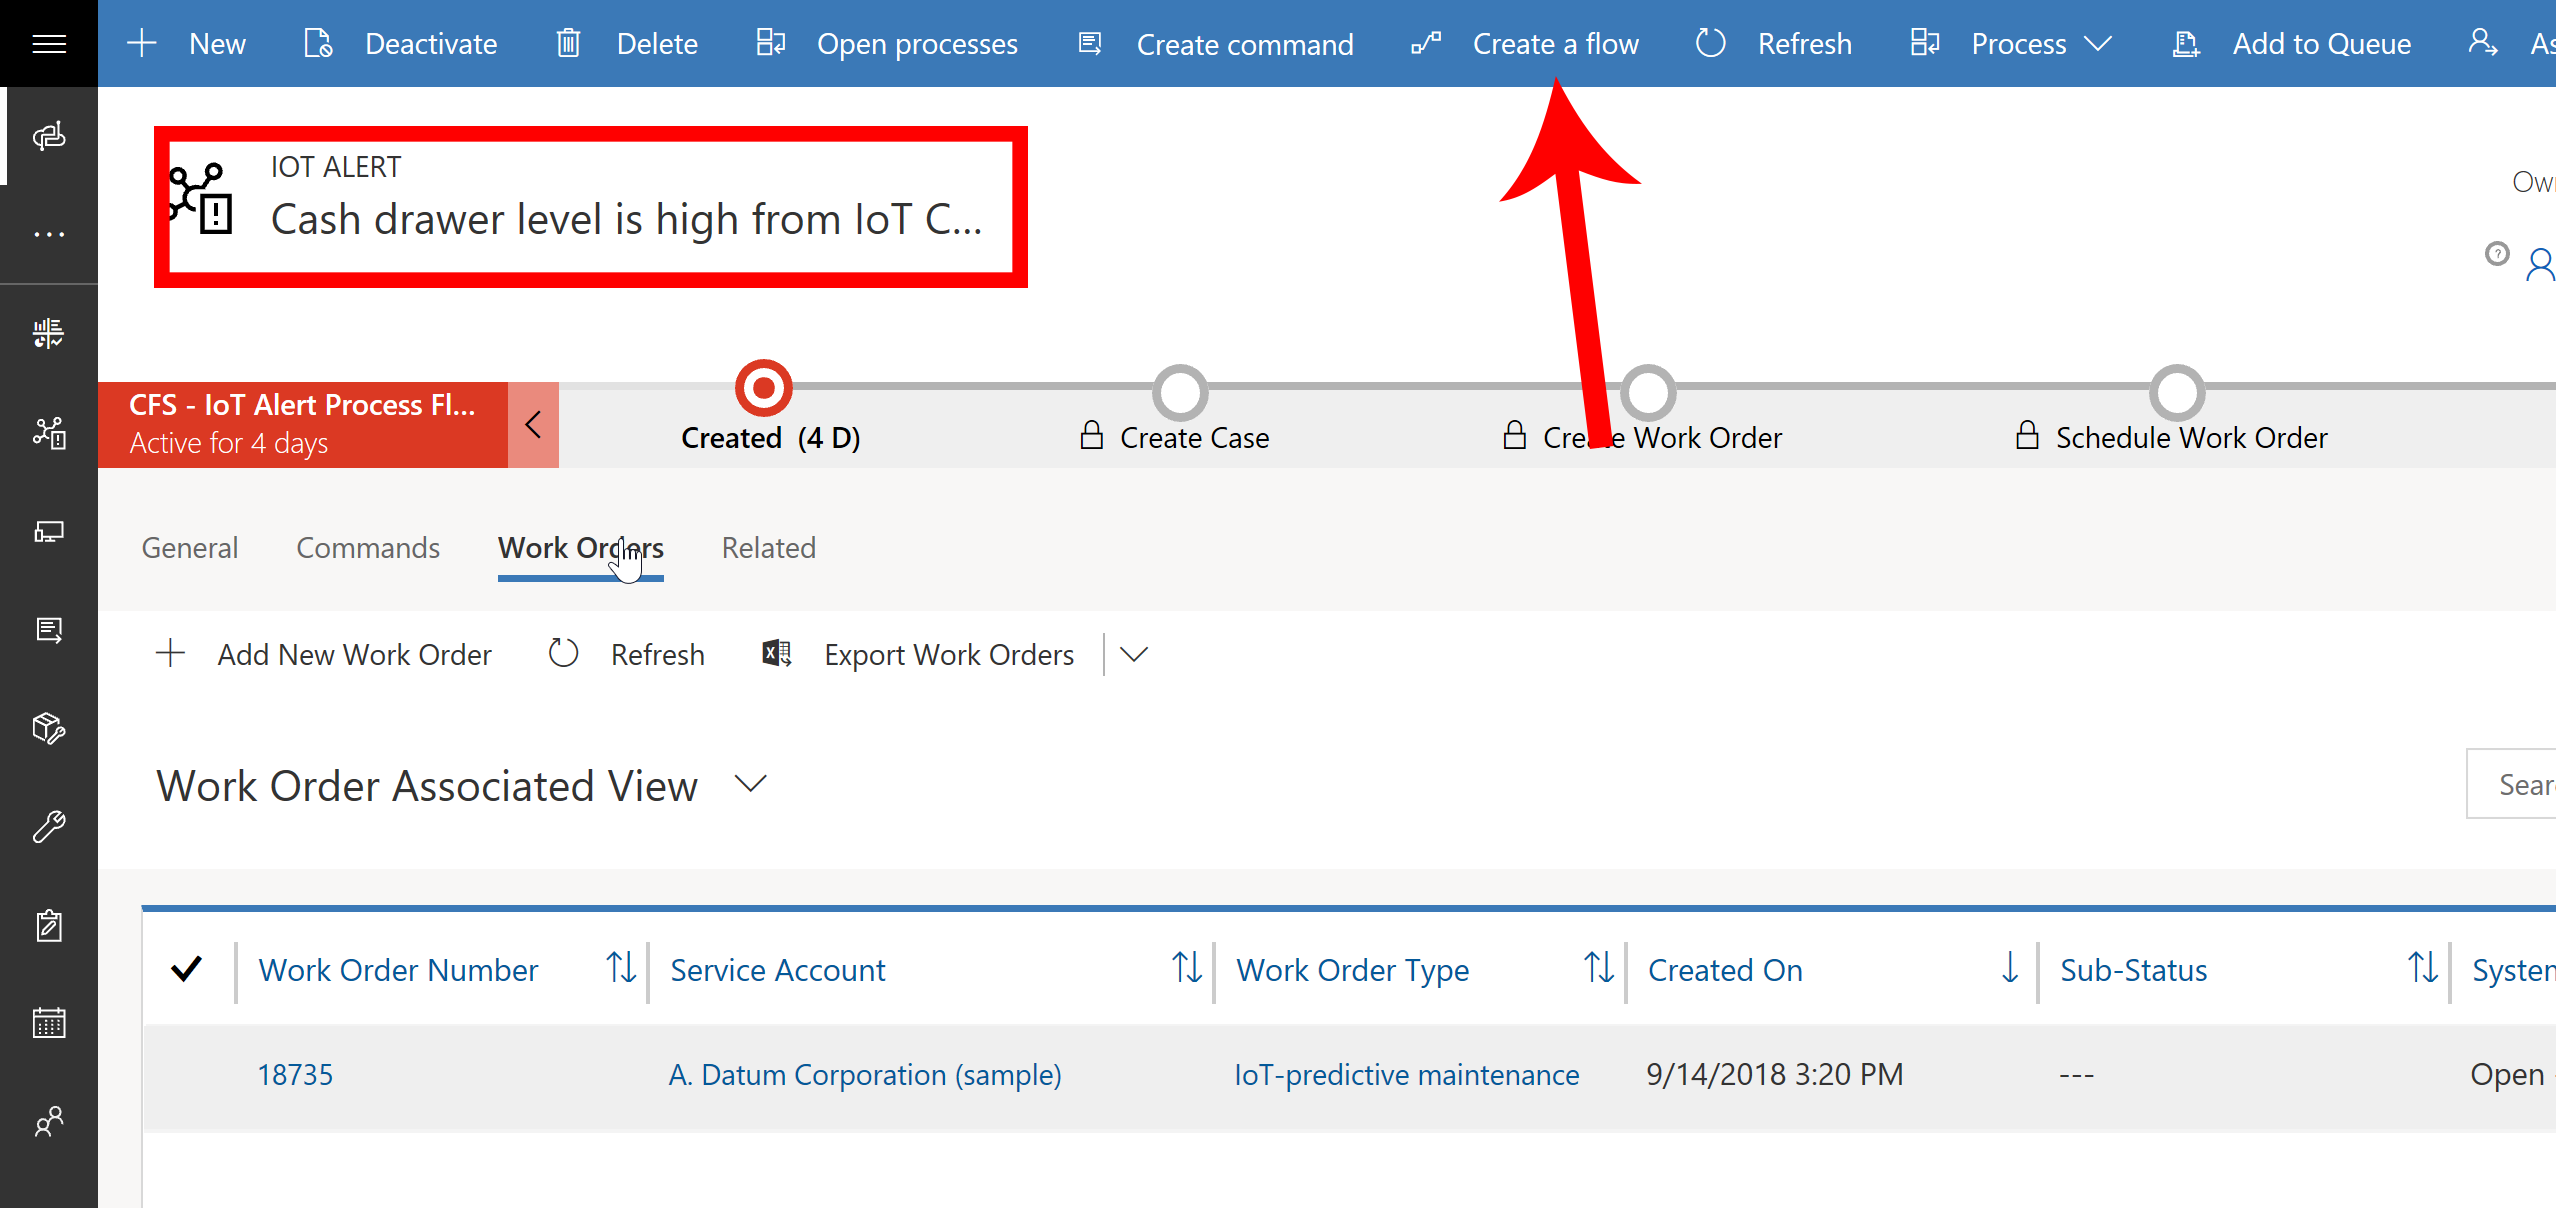 New Deactivate Delete Open processes Create command Create a flow Refresh Process Add to Queue As
IOT ALERT
Cash drawer level is high from IoT C...
Own
CFS - IoT Alert Process Fl...
Active for 4 days
Created (4 D) Create Case Create Work Order Schedule Work Order
General Commands Work Orders Related
Add New Work Order Refresh Export Work Orders
Work Order Associated View
Sear
Work Order Number Service Account Work Order Type Created On Sub-Status System
18735 A. Datum Corporation (sample) IoT-predictive maintenance 9/14/2018 3:20 PM --- Open